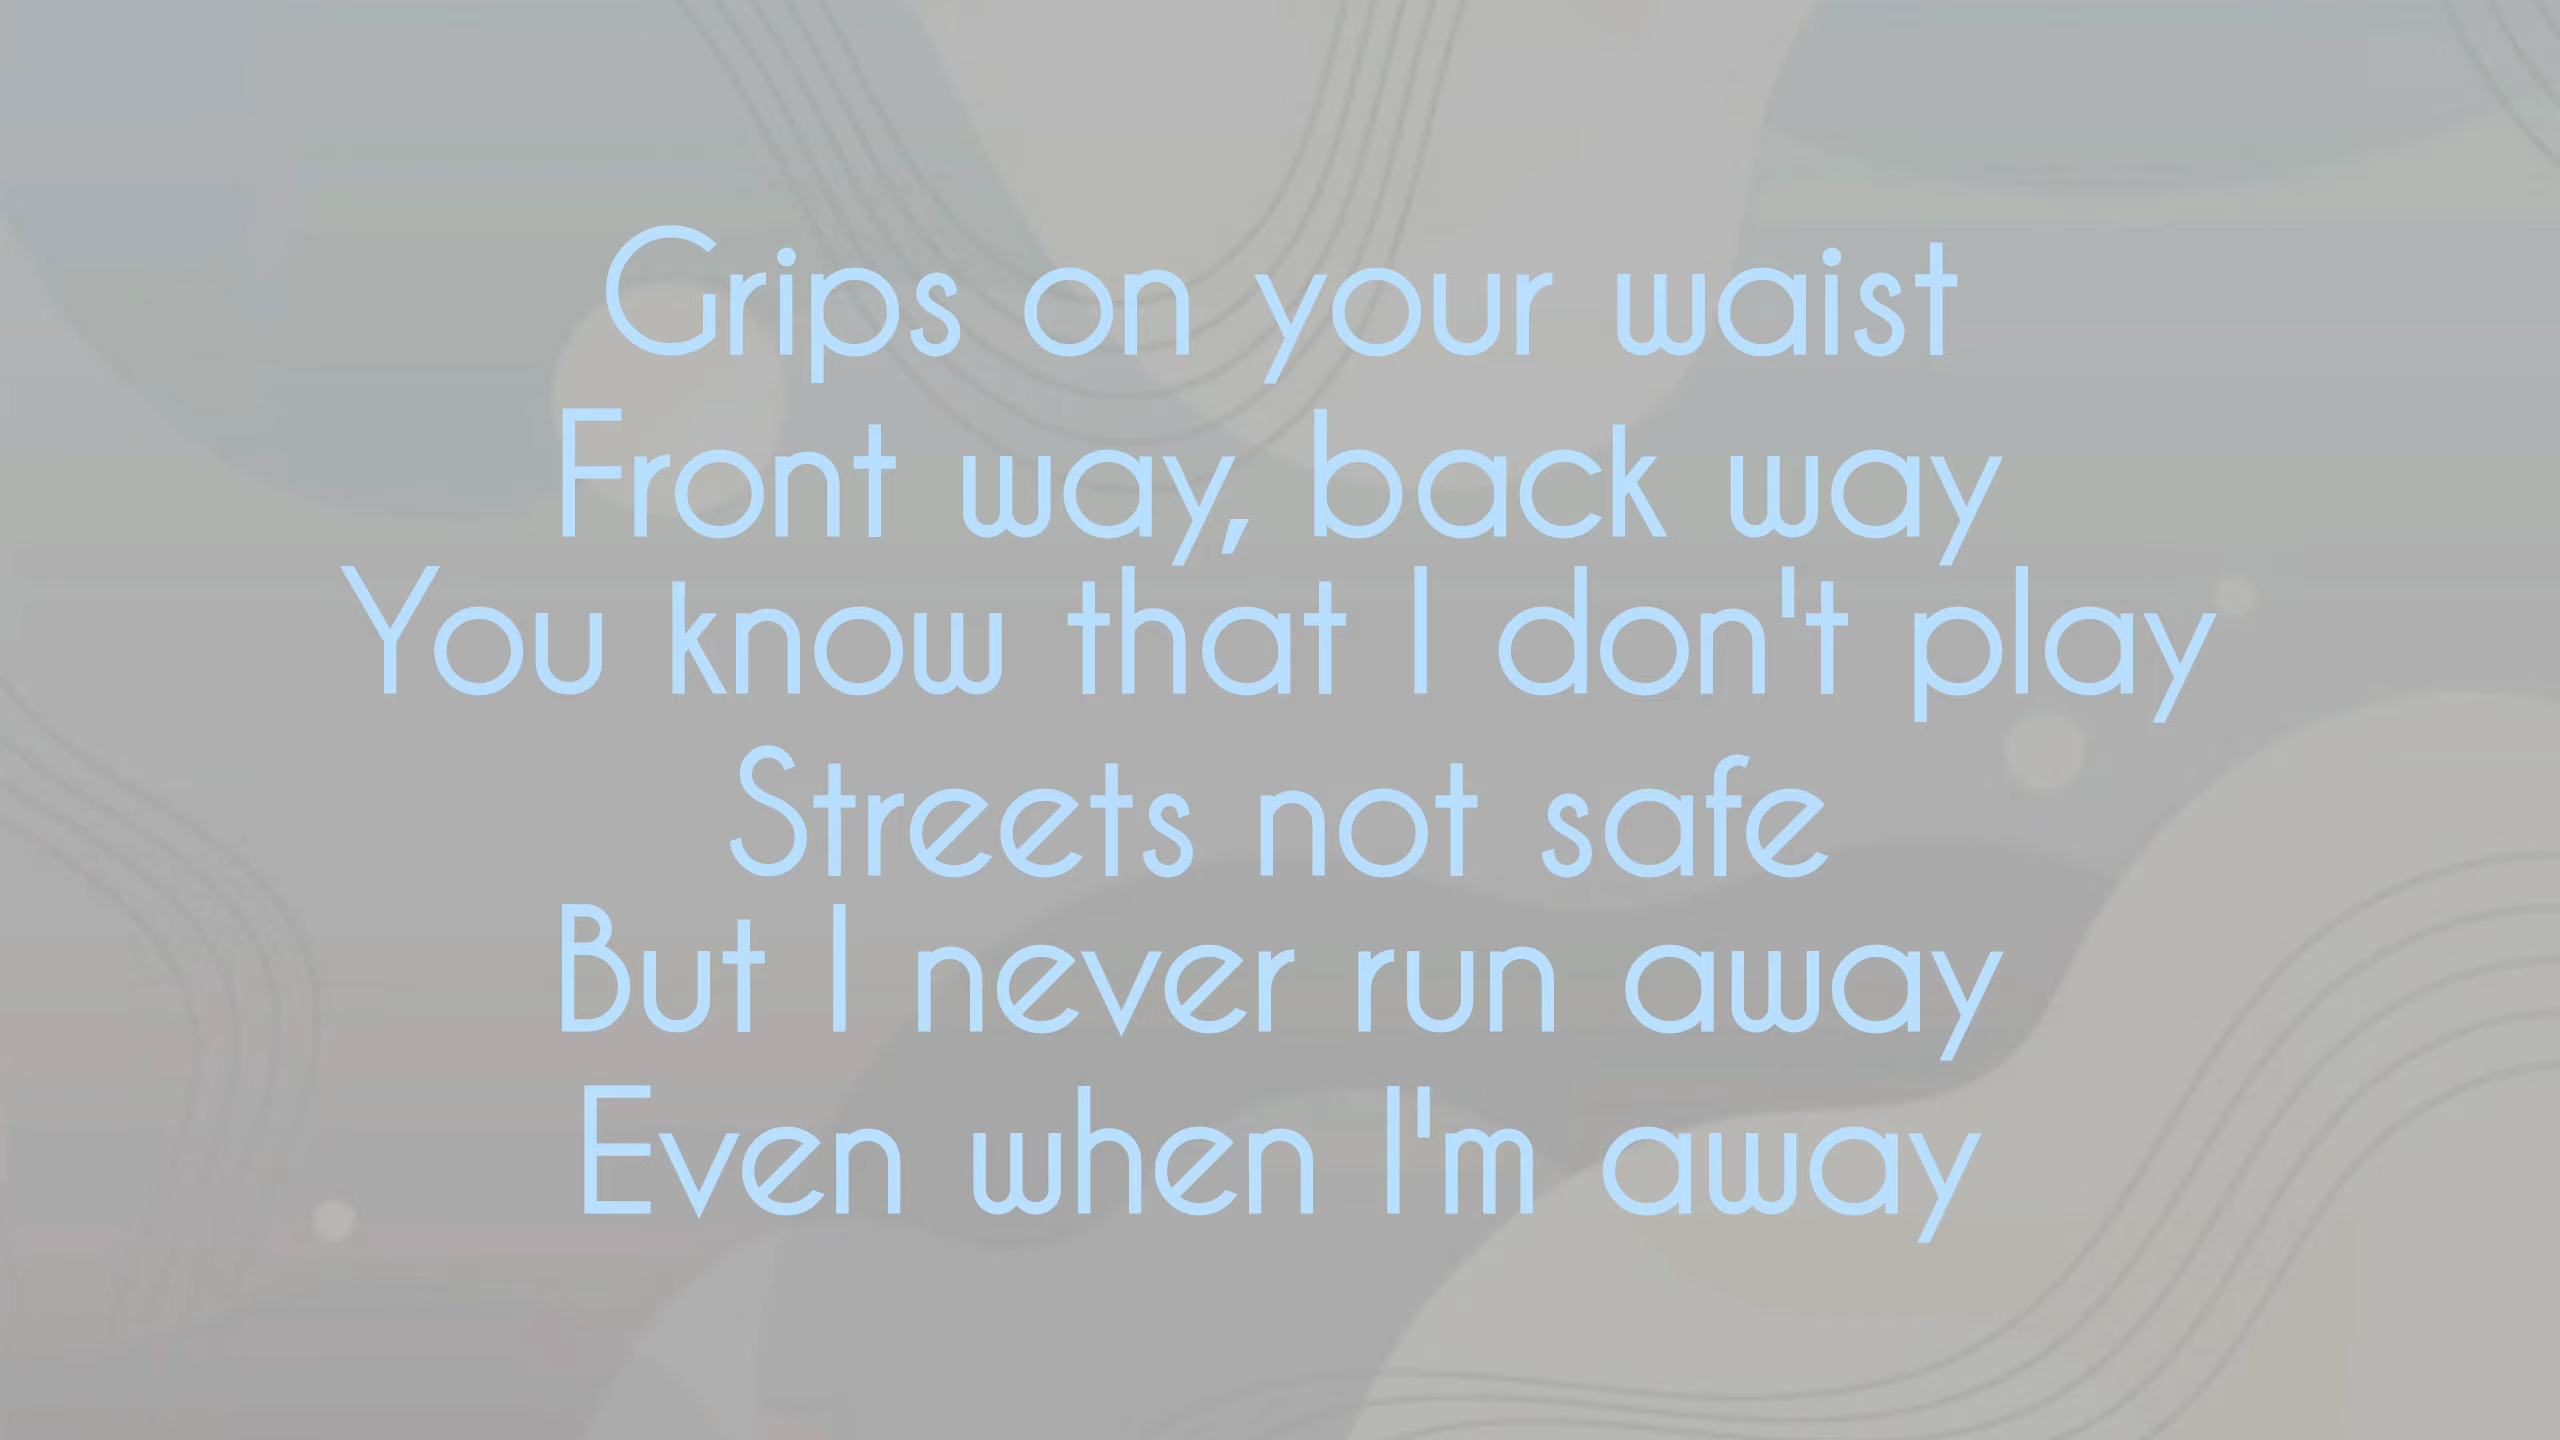 Grips on your waist
Front way, back way
You know that I don't play
Streets not safe
But I never run away
Even when I'm away